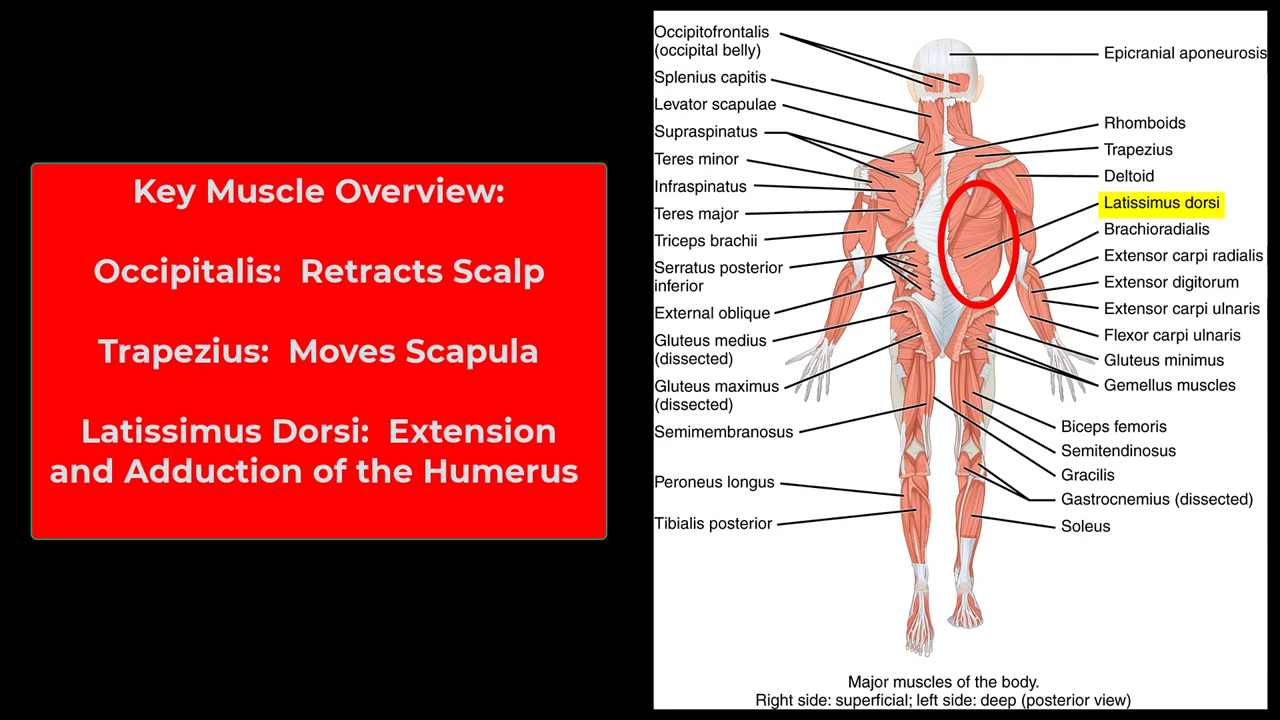 Key Muscle Overview:
Occipitalis: Retracts Scalp
Trapezius: Moves Scapula
Latissimus Dorsi: Extension
and Adduction of the Humerus
Occipitofrontalis
(occipital belly)
Splenius capitis
Levator scapulae
Supraspinatus
Teres minor
Infraspinatus
Teres major
Triceps brachii
Serratus posterior
inferior
External oblique
Gluteus medius
(dissected)
Gluteus maximus
(dissected)
Semimembranosus
Peroneus longus
Tibialis posterior
Epicranial aponeurosis
Rhomboids
Trapezius
Deltoid
Latissimus dorsi
Brachioradialis
Extensor carpi radialis
Extensor digitorum
Extensor carpi ulnaris
Flexor carpi ulnaris
Gluteus minimus
Gemellus muscles
Biceps femoris
Semitendinosus
Gracilis
Gastrocnemius (dissected)
Soleus
Major muscles of the body.
Right side: superficial; left side: deep (posterior view)